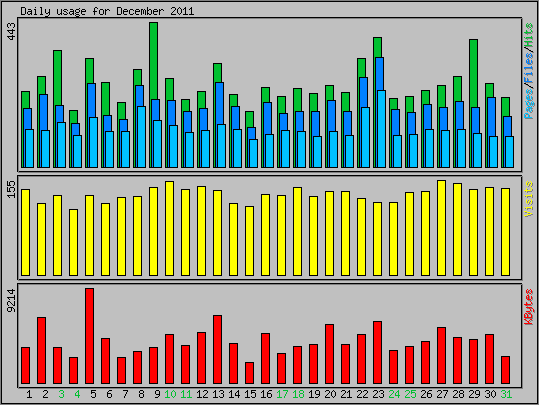 Daily usage for December 2011
443
Pages/Files/Hits
155
Visits
9214
KBytes
1 2 3 4 5 6 7 8 9 10 11 12 13 14 15 16 17 18 19 20 21 22 23 24 25 26 27 28 29 30 31